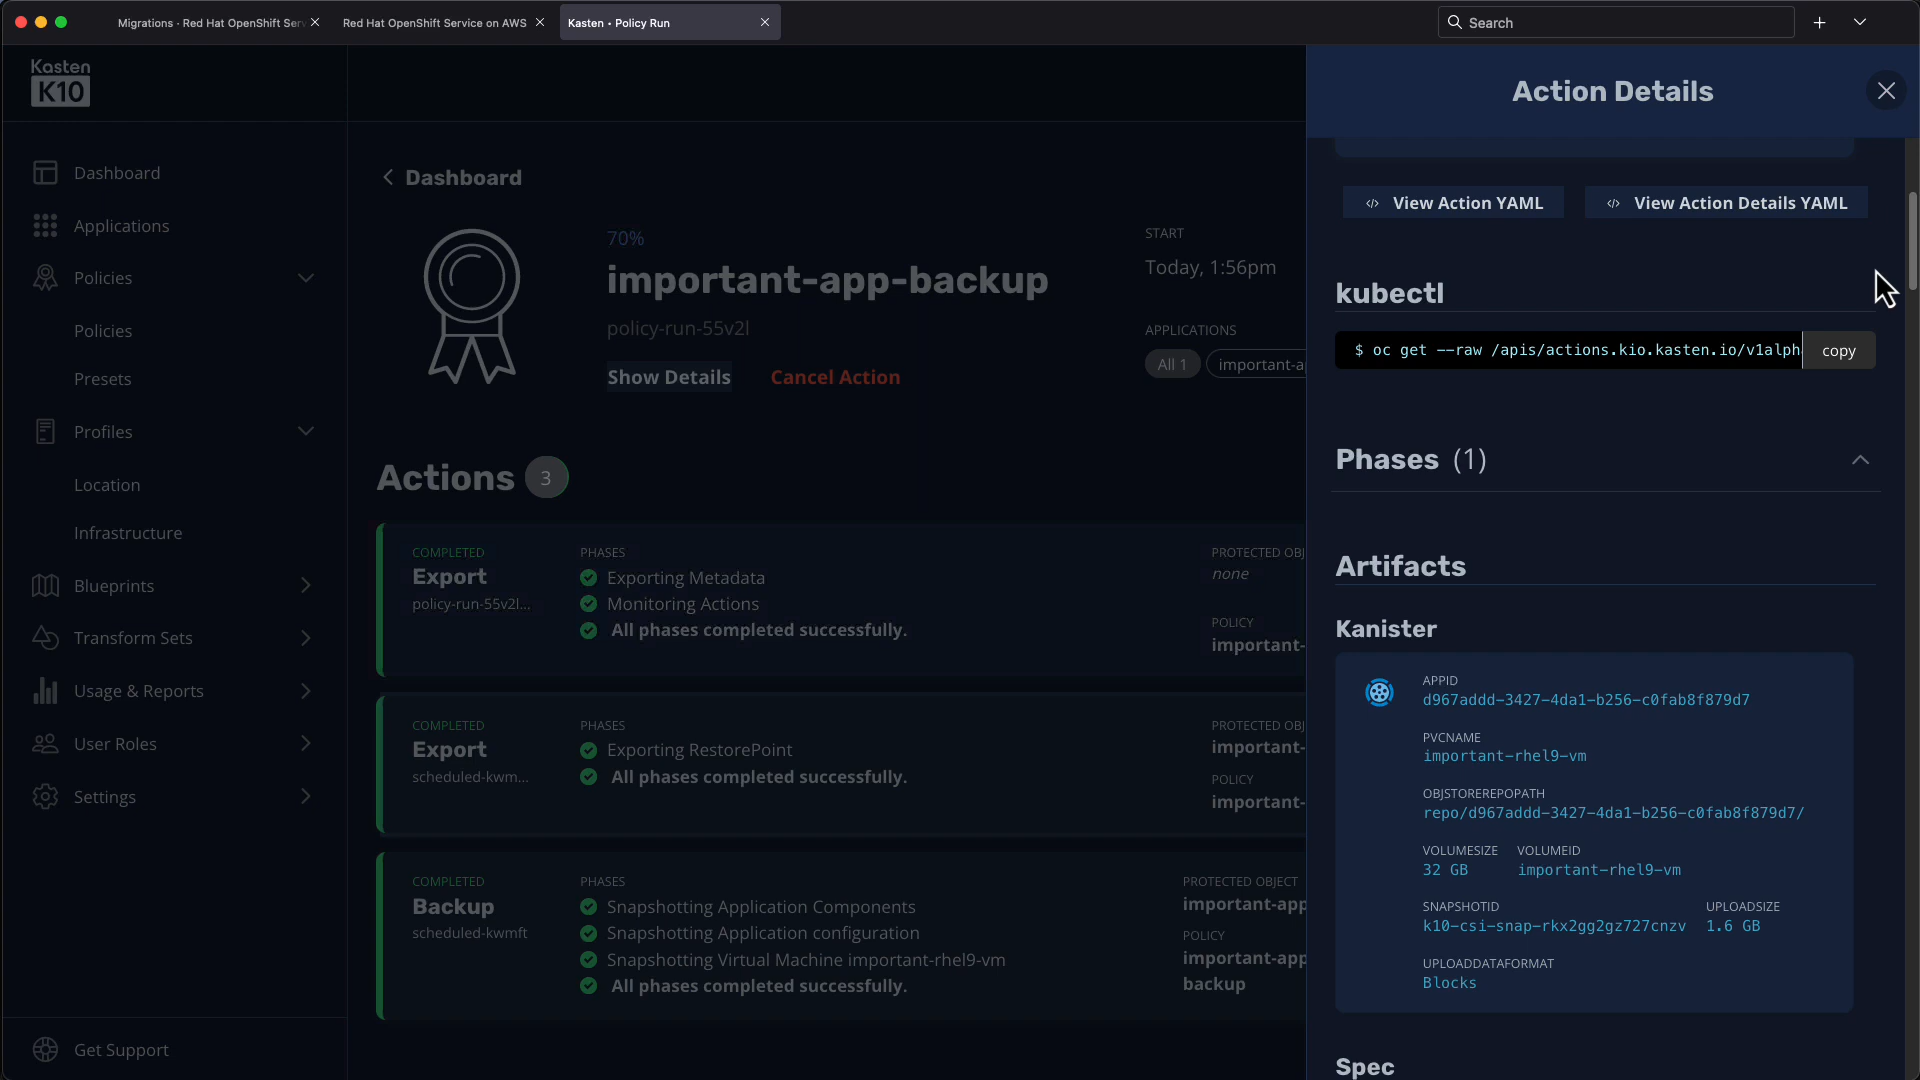 Migrations · Red Hat OpenShift Serv
Red Hat OpenShift Service on AWS
Kasten • Policy Run
Search
Kasten
K10
Dashboard
Applications
Policies
Policies
Presets
Profiles
Location
Infrastructure
Blueprints
Transform Sets
Usage & Reports
User Roles
Settings
Get Support
Dashboard
70%
important-app-backup
policy-run-55v2l
Show Details
Cancel Action
START
Today, 1:56pm
APPLICATIONS
All 1
important-a
Actions 3
COMPLETED
Export
policy-run-55v2l...
PHASES
Exporting Metadata
Monitoring Actions
All phases completed successfully.
PROTECTED OBJ
none
POLICY
important-
COMPLETED
Export
scheduled-kwm...
PHASES
Exporting RestorePoint
All phases completed successfully.
PROTECTED OBJ
important-
POLICY
important-
COMPLETED
Backup
scheduled-kwmft
PHASES
Snapshotting Application Components
Snapshotting Application configuration
Snapshotting Virtual Machine important-rhel9-vm
All phases completed successfully.
PROTECTED OBJECT
important-app
POLICY
important-app
backup
Action Details
</> View Action YAML
</> View Action Details YAML
kubectl
$ oc get --raw /apis/actions.kio.kasten.io/v1alph
copy
Phases (1)
Artifacts
Kanister
APPID
d967addd-3427-4da1-b256-c0fab8f879d7
PVCNAME
important-rhel9-vm
OBJSTOREREPOPATH
repo/d967addd-3427-4da1-b256-c0fab8f879d7/
VOLUMESIZE VOLUMEID
32 GB important-rhel9-vm
SNAPSHOTID UPLOADSIZE
k10-csi-snap-rkx2gg2gz727cnzv 1.6 GB
UPLOADDATAFORMAT
Blocks
Spec